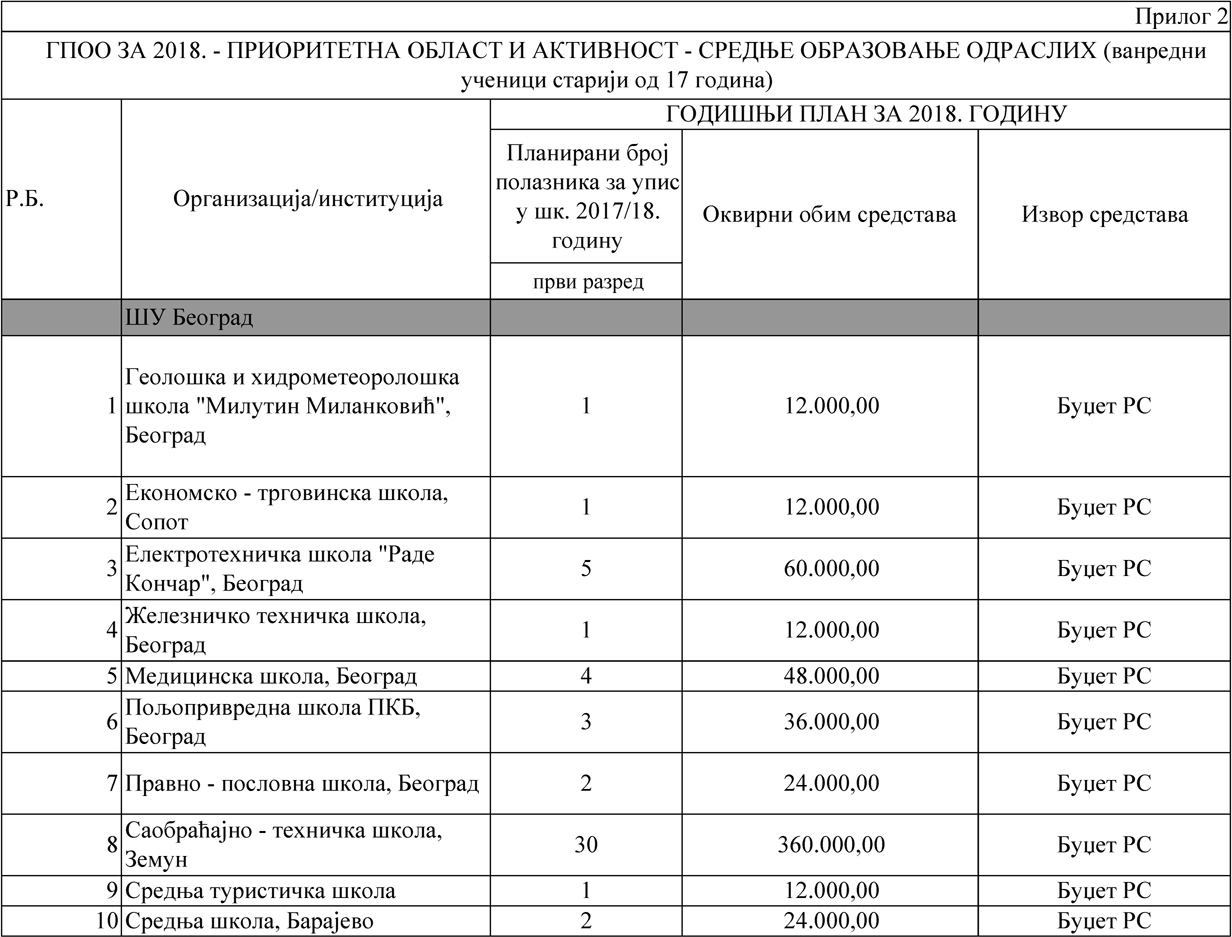 Прилог 2
ГПОО ЗА 2018. - ПРИОРИТЕТНА ОБЛАСТ И АКТИВНОСТ - СРЕДЊЕ ОБРАЗОВАЊЕ ОДРАСЛИХ (ванредни
ученици старији од 17 година)
Р.Б.
Организација/институција
ГОДИШЊИ ПЛАН ЗА 2018. ГОДИНУ
Планирани број
полазника за упис
у шк. 2017/18.
годину
први разред
Оквирни обим средстава
Извор средстава
ШУ Београд
1 Геолошка и хидрометеоролошка
школа "Милутин Миланковић",
Београд
1 12.000,00 Буџет РС
2 Економско - трговинска школа,
Сопот
1 12.000,00 Буџет РС
3 Електротехничка школа "Раде
Кончар", Београд
5 60.000,00 Буџет РС
4 Железничко техничка школа,
Београд
1 12.000,00 Буџет РС
5 Медицинска школа, Београд 4 48.000,00 Буџет РС
6 Пољопривредна школа ПКБ,
Београд
3 36.000,00 Буџет РС
7 Правно - пословна школа, Београд 2 24.000,00 Буџет РС
8 Саобраћајно - техничка школа,
Земун
30 360.000,00 Буџет РС
9 Средња туристичка школа 1 12.000,00 Буџет РС
10 Средња школа, Барајево 2 24.000,00 Буџет РС